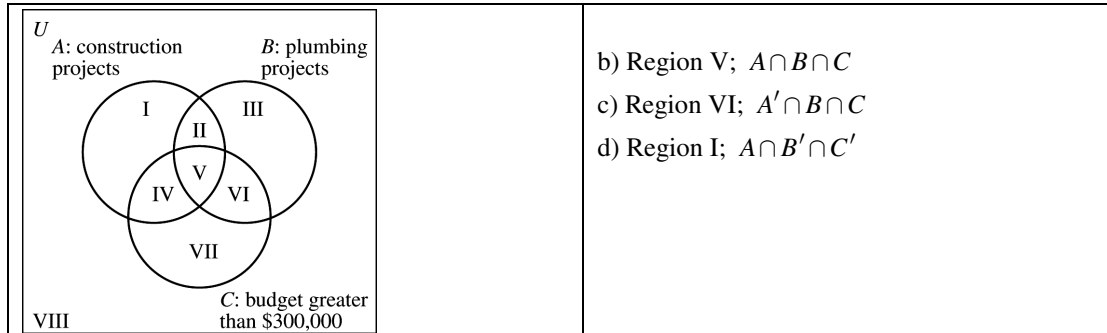 U
A: construction
projects
B: plumbing
projects
I
III
II
V
IV
VI
VII
C: budget greater
than $300,000
VIII
b) Region V; A∩B∩C
c) Region VI; A′∩B∩C
d) Region I; A∩B′∩C′